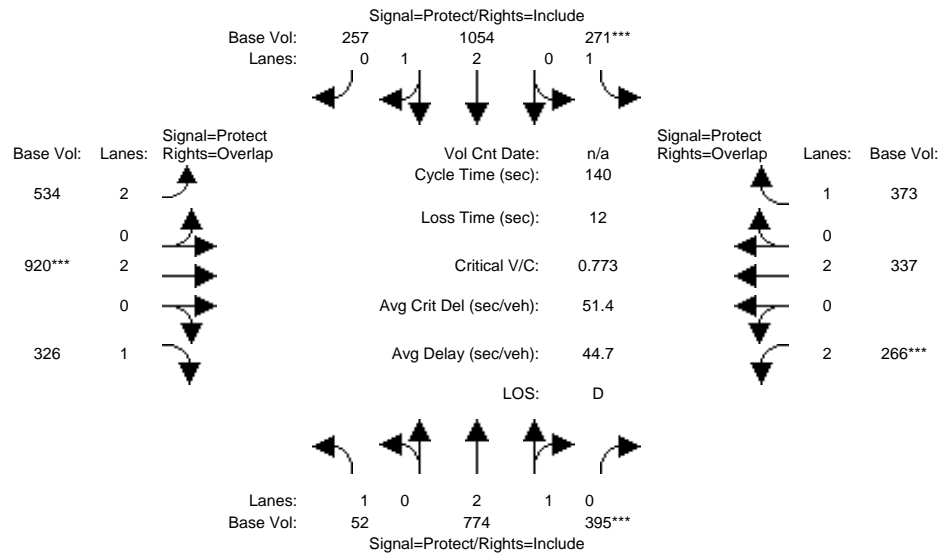 Signal=Protect/Rights=Include
Base Vol: 257 1054 271***
Lanes: 0 1 2 0 1
Signal=Protect Signal=Protect
Base Vol: Lanes: Rights=Overlap Vol Cnt Date: n/a Rights=Overlap Lanes: Base Vol:
Cycle Time (sec): 140
534 2 1 373
Loss Time (sec): 12
0 0
920*** 2 Critical V/C: 0.773 2 337
0 Avg Crit Del (sec/veh): 51.4 0
326 1 Avg Delay (sec/veh): 44.7 2 266***
LOS: D
Lanes: 1 0 2 1 0
Base Vol: 52 774 395***
Signal=Protect/Rights=Include